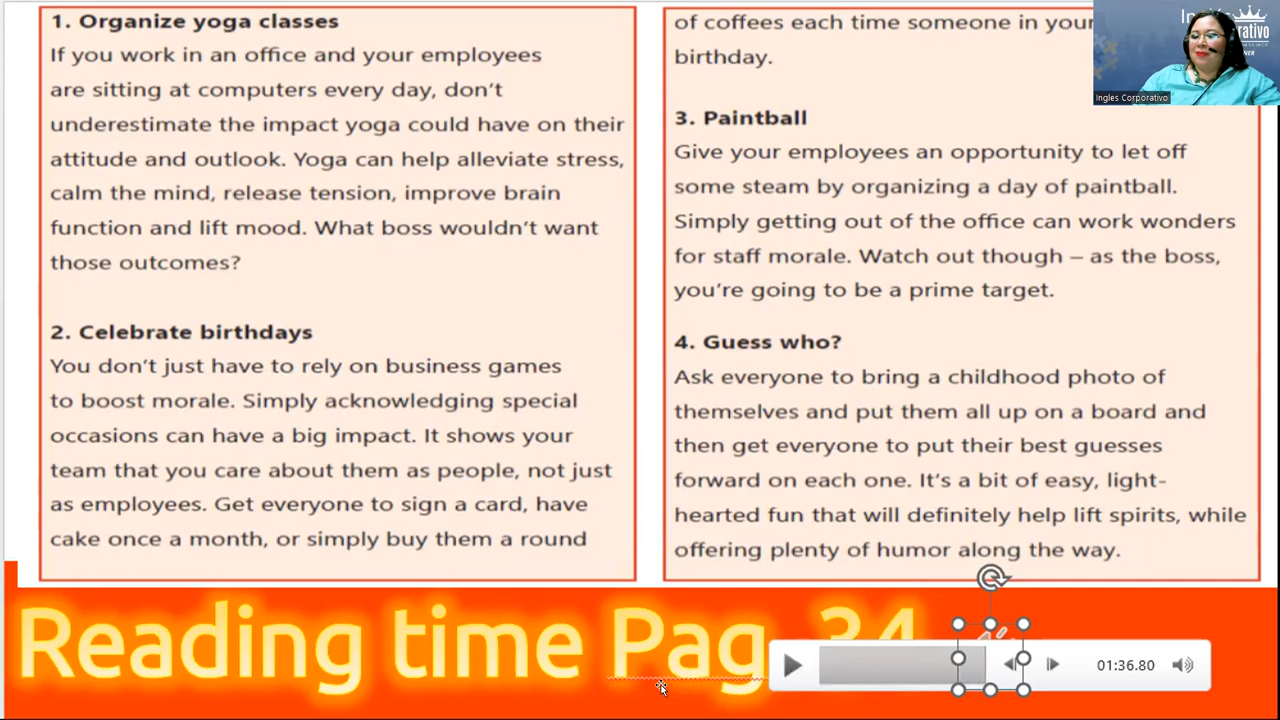 1. Organize yoga classes
If you work in an office and your employees
are sitting at computers every day, don't
underestimate the impact yoga could have on their
attitude and outlook. Yoga can help alleviate stress,
calm the mind, release tension, improve brain
function and lift mood. What boss wouldn't want
those outcomes?
2. Celebrate birthdays
You don't just have to rely on business games
to boost morale. Simply acknowledging special
occasions can have a big impact. It shows your
team that you care about them as people, not just
as employees. Get everyone to sign a card, have
cake once a month, or simply buy them a round
of coffees each time someone in your
birthday.
3. Paintball
Give your employees an opportunity to let off
some steam by organizing a day of paintball.
Simply getting out of the office can work wonders
for staff morale. Watch out though – as the boss,
you're going to be a prime target.
4. Guess who?
Ask everyone to bring a childhood photo of
themselves and put them all up on a board and
then get everyone to put their best guesses
forward on each one. It's a bit of easy, light-
hearted fun that will definitely help lift spirits, while
offering plenty of humor along the way.
Ingles Corporativo
Reading time Pag. 34
01:36.80